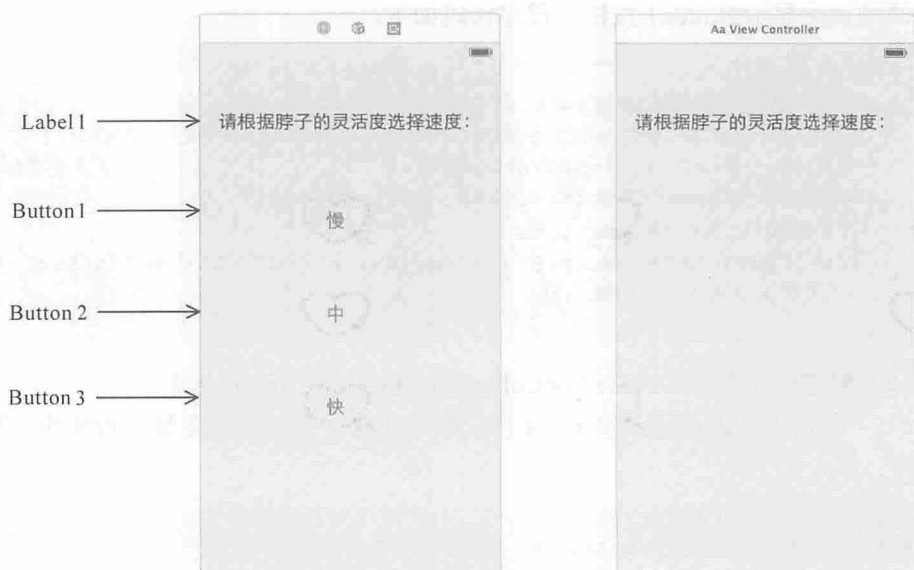 Aa View Controller
Label 1
请根据脖子的灵活度选择速度：
请根据脖子的灵活度选择速度：
Button 1
慢
Button 2
中
Button 3
快